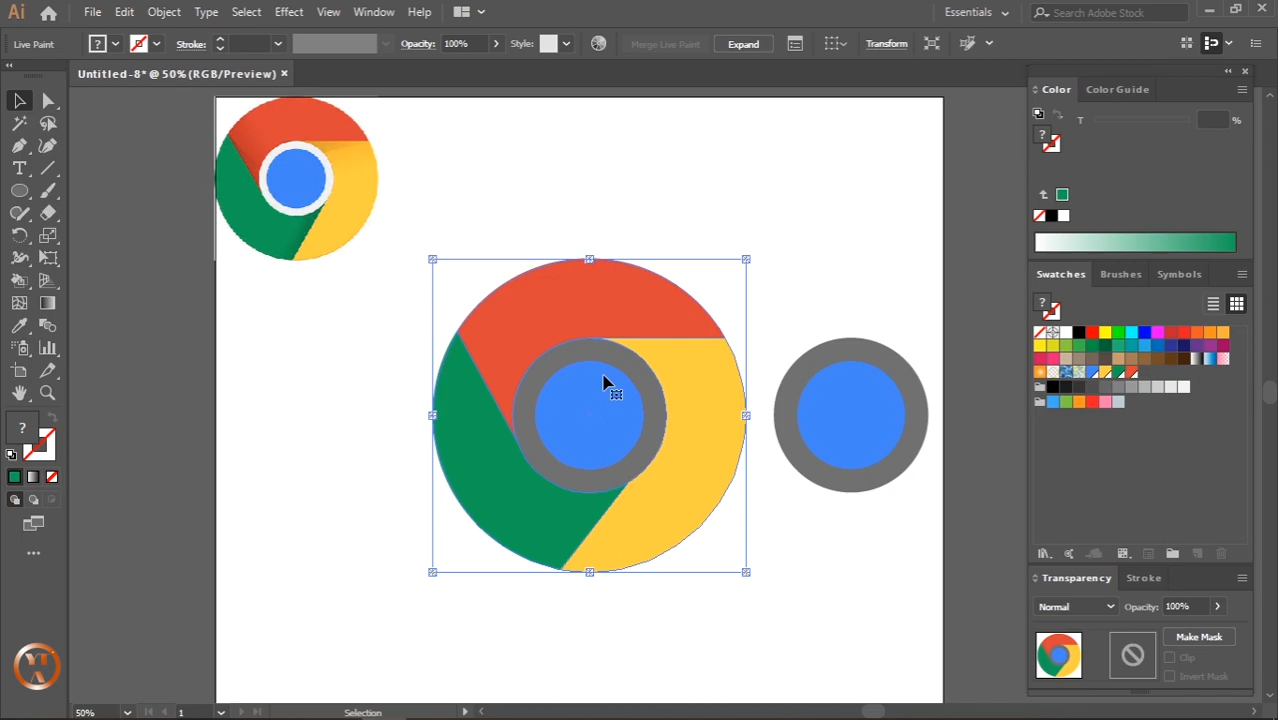 Ai File Edit Object Type Select Effect View Window Help Essentials Search Adobe Stock
Live Paint ? Stroke: Opacity: 100% Style: Merge Live Paint Expand Transform
Untitled-8* @ 50% (RGB/Preview) ×
Color Color Guide
? T %
Swatches Brushes Symbols
?
?
Transparency Stroke
Normal Opacity: 100%
Make Mask
Clip
Invert Mask
50% 1 Selection